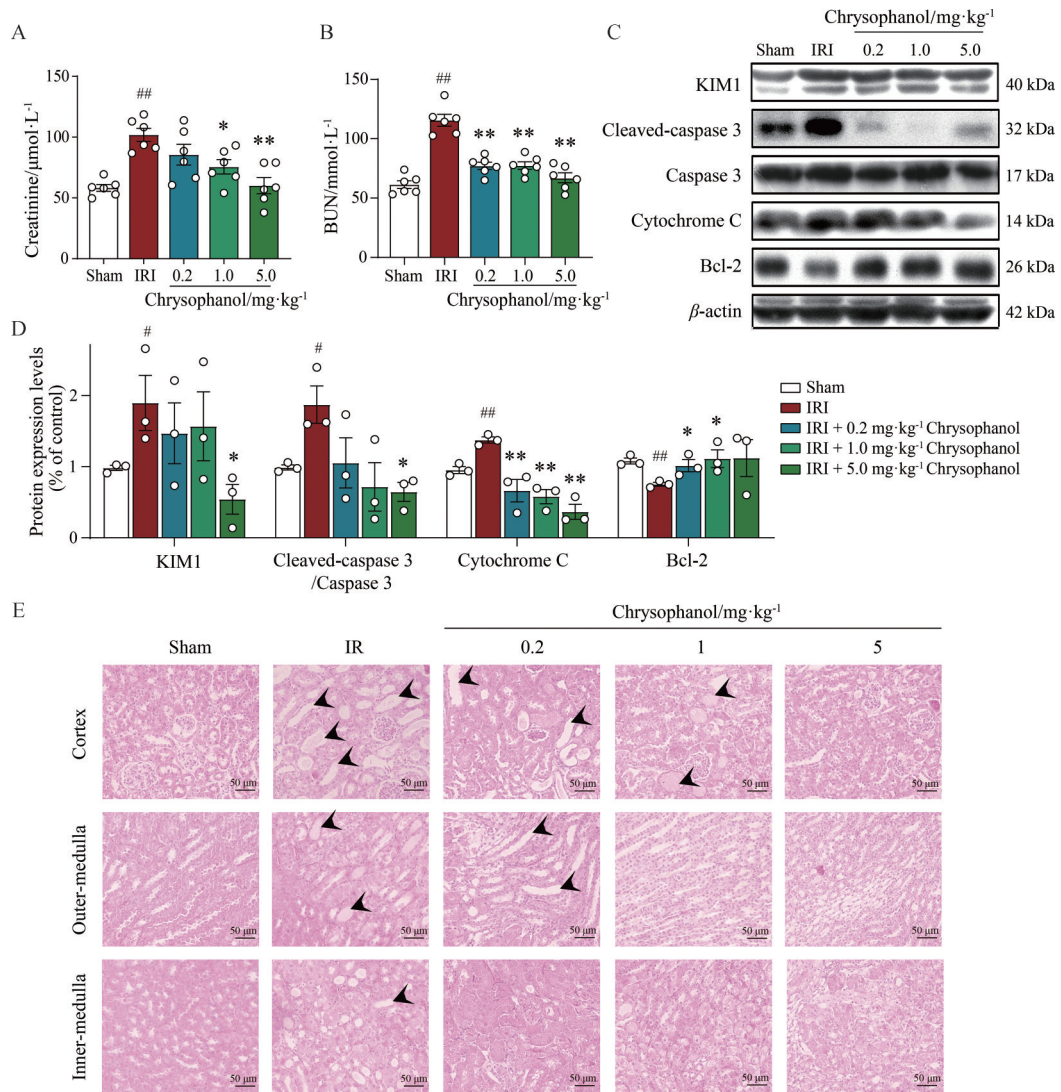 A
Creatinine/μmol·L⁻¹
150
100
50
0
##
*
**
Sham
IRI
0.2
1.0
5.0
Chrysophanol/mg·kg⁻¹
B
BUN/mmol·L⁻¹
150
100
50
0
##
**
**
**
Sham
IRI
0.2
1.0
5.0
Chrysophanol/mg·kg⁻¹
C
Chrysophanol/mg·kg⁻¹
Sham IRI 0.2 1.0 5.0
KIM1 40 kDa
Cleaved-caspase 3 32 kDa
Caspase 3 17 kDa
Cytochrome C 14 kDa
Bcl-2 26 kDa
β-actin 42 kDa
D
Protein expression levels
(% of control)
2
1
0
#
*
#
*
##
**
**
**
##
*
*
KIM1
Cleaved-caspase 3
/Caspase 3
Cytochrome C
Bcl-2
Sham
IRI
IRI + 0.2 mg·kg⁻¹ Chrysophanol
IRI + 1.0 mg·kg⁻¹ Chrysophanol
IRI + 5.0 mg·kg⁻¹ Chrysophanol
E
Chrysophanol/mg·kg⁻¹
Sham IR 0.2 1 5
Cortex
50 μm 50 μm 50 μm 50 μm 50 μm
Outer-medulla
50 μm 50 μm 50 μm 50 μm 50 μm
Inner-medulla
50 μm 50 μm 50 μm 50 μm 50 μm